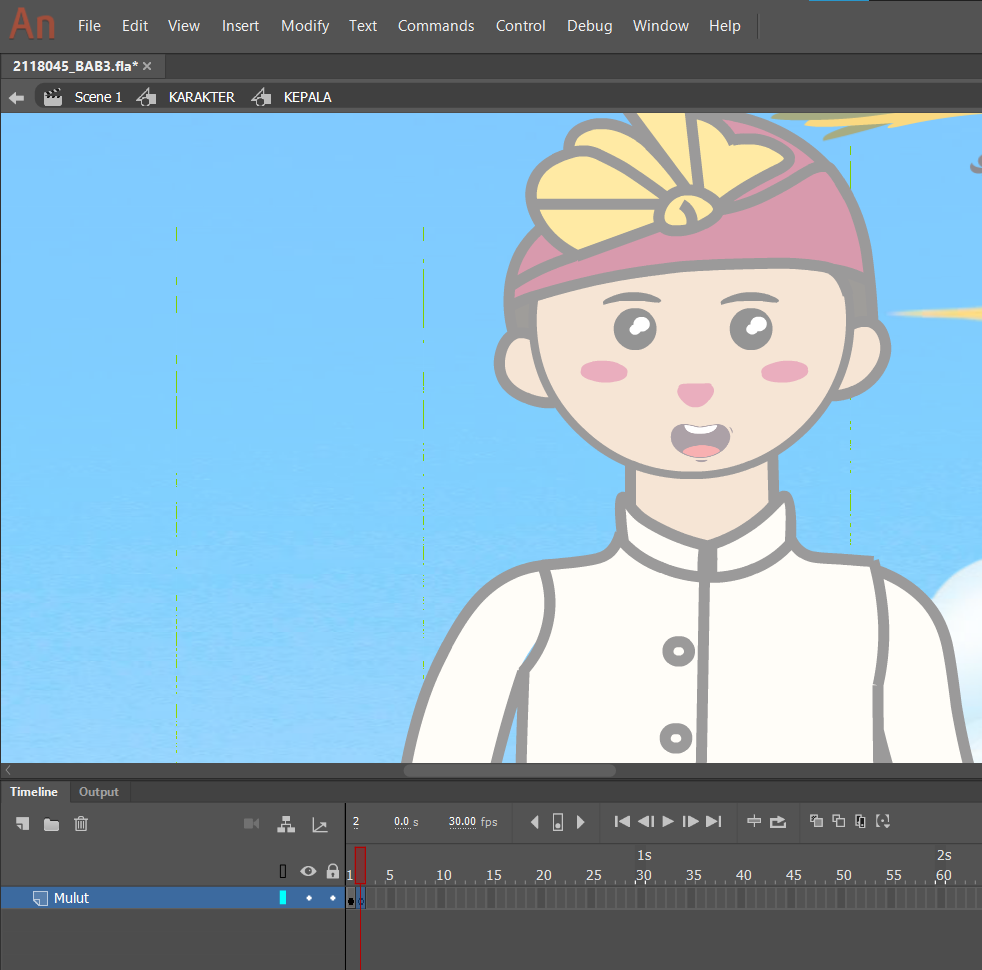 An File Edit View Insert Modify Text Commands Control Debug Window Help
2118045_BAB3.fla* ×
Scene 1 KARAKTER KEPALA
Timeline Output
2 0.0 s 30.00 fps
1s 2s
1 5 10 15 20 25 30 35 40 45 50 55 60
Mulut